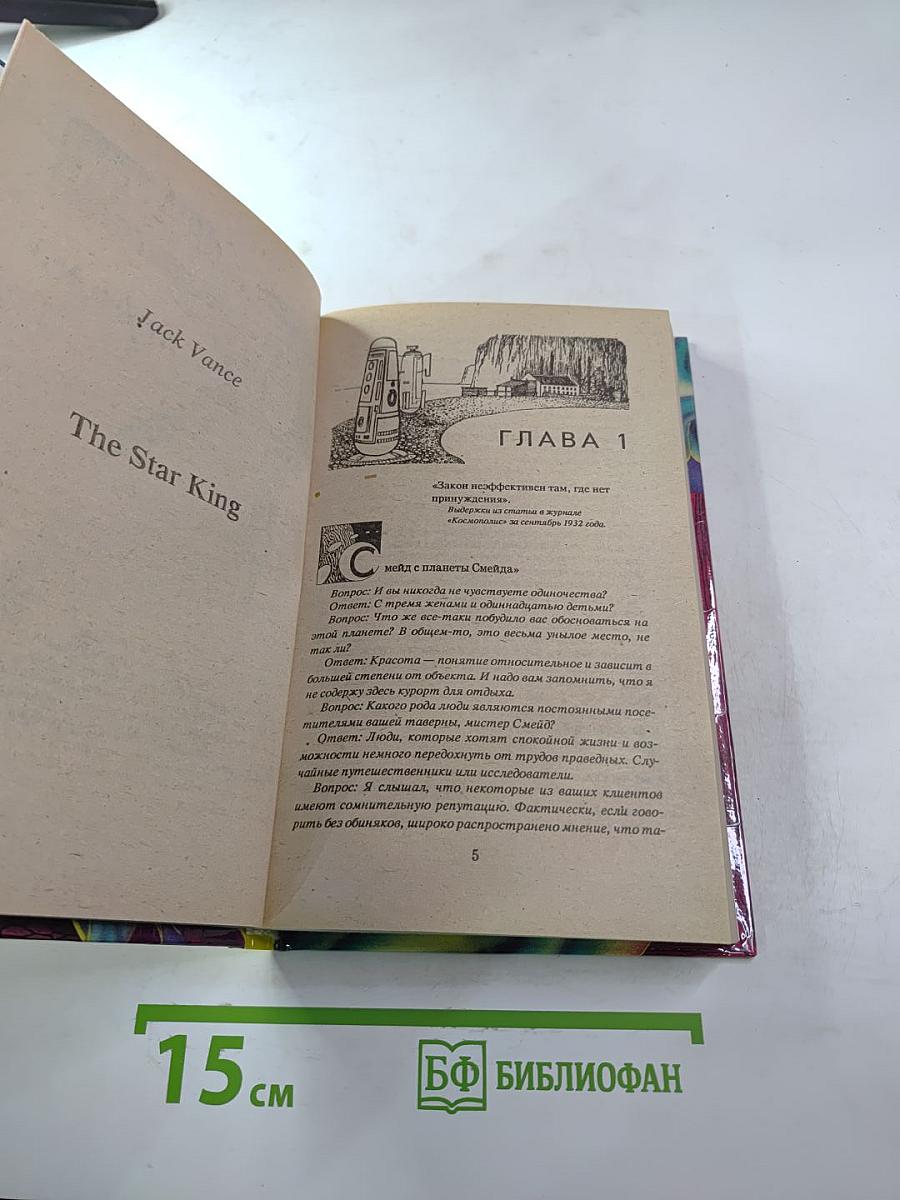 Jack Vance
The Star King
ГЛАВА 1
«Закон неэффективен там, где нет
принуждения».
Выдержки из статьи в журнале
«Космополис» за сентябрь 1932 года.
Смейд с планеты Смейда»
Вопрос: И вы никогда не чувствуете одиночества?
Ответ: С тремя женами и одиннадцатью детьми?
Вопрос: Что же все-таки побудило вас обосноваться на
этой планете? В общем-то, это весьма унылое место, не
так ли?
Ответ: Красота — понятие относительное и зависит в
большей степени от объекта. И надо вам запомнить, что я
не содержу здесь курорт для отдыха.
Вопрос: Какого рода люди являются постоянными посе-
тителями вашей таверны, мистер Смейд?
Ответ: Люди, которые хотят спокойной жизни и воз-
можности немного передохнуть от трудов праведных. Слу-
чайные путешественники или исследователи.
Вопрос: Я слышал, что некоторые из ваших клиентов
имеют сомнительную репутацию. Фактически, если гово-
рить без обиняков, широко распространено мнение, что та-
5
15 см
БФ БИБЛИОФАН